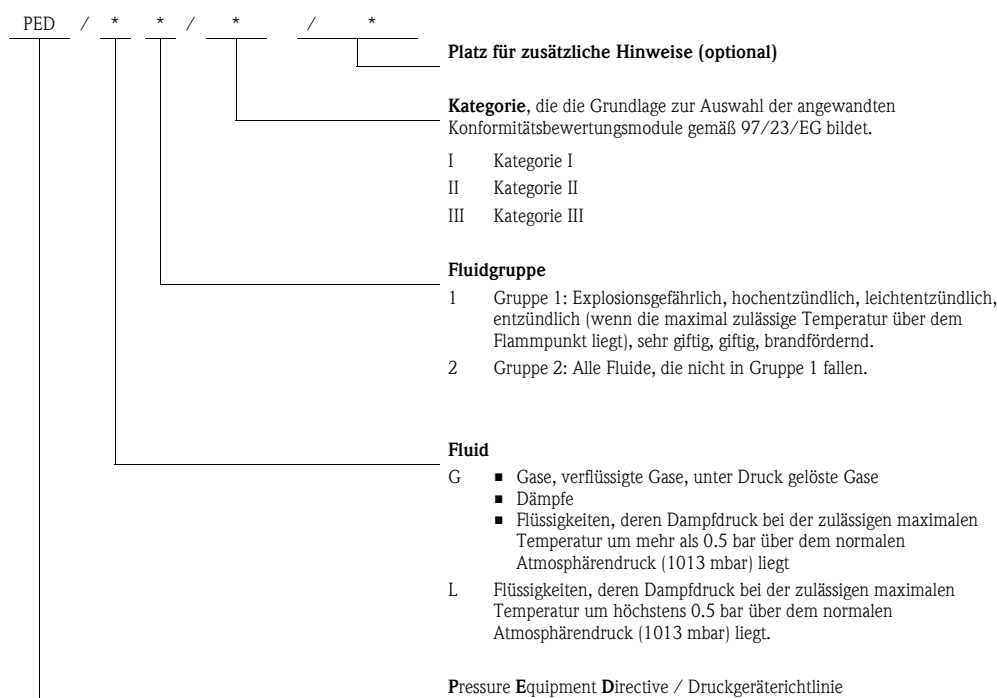 PED / * * / * / *
Platz für zusätzliche Hinweise (optional)
Kategorie, die die Grundlage zur Auswahl der angewandten
Konformitätsbewertungsmodule gemäß 97/23/EG bildet.
I Kategorie I
II Kategorie II
III Kategorie III
Fluidgruppe
1 Gruppe 1: Explosionsgefährlich, hochentzündlich, leichtentzündlich,
entzündlich (wenn die maximal zulässige Temperatur über dem
Flammpunkt liegt), sehr giftig, giftig, brandfördernd.
2 Gruppe 2: Alle Fluide, die nicht in Gruppe 1 fallen.
Fluid
G ■ Gase, verflüssigte Gase, unter Druck gelöste Gase
■ Dämpfe
■ Flüssigkeiten, deren Dampfdruck bei der zulässigen maximalen
Temperatur um mehr als 0.5 bar über dem normalen
Atmosphärendruck (1013 mbar) liegt
L Flüssigkeiten, deren Dampfdruck bei der zulässigen maximalen
Temperatur um höchstens 0.5 bar über dem normalen
Atmosphärendruck (1013 mbar) liegt.
Pressure Equipment Directive / Druckgeräterichtlinie